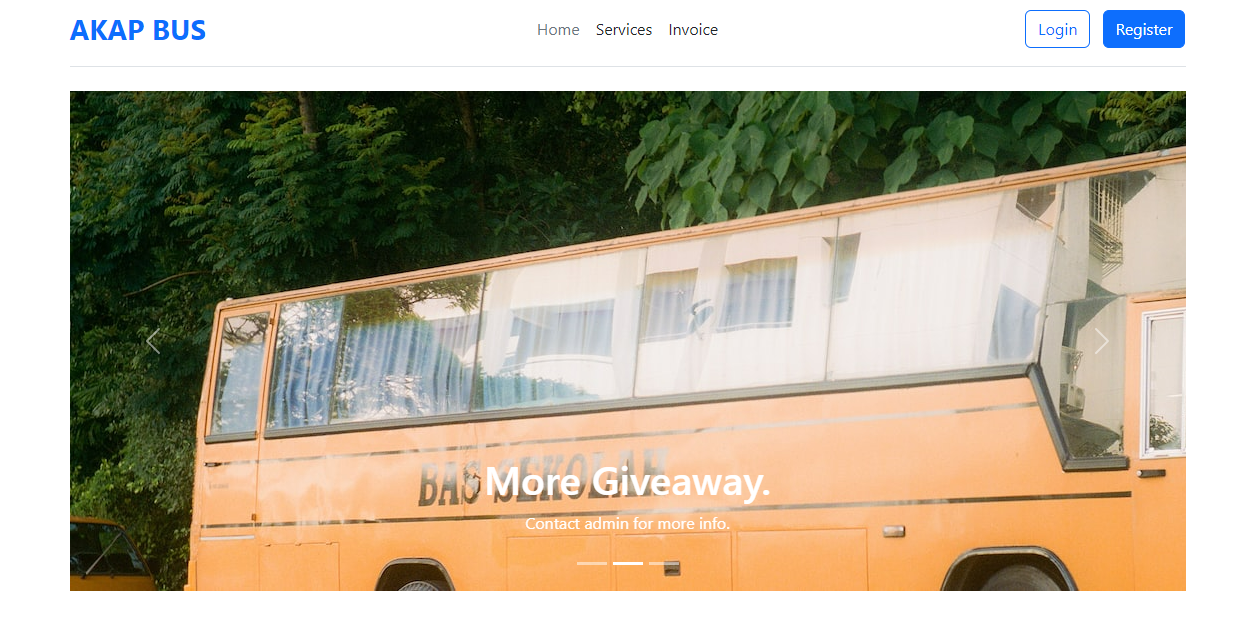 AKAP BUS
Home Services Invoice
Login Register
BAS SEKOLAH
More Giveaway.
Contact admin for more info.